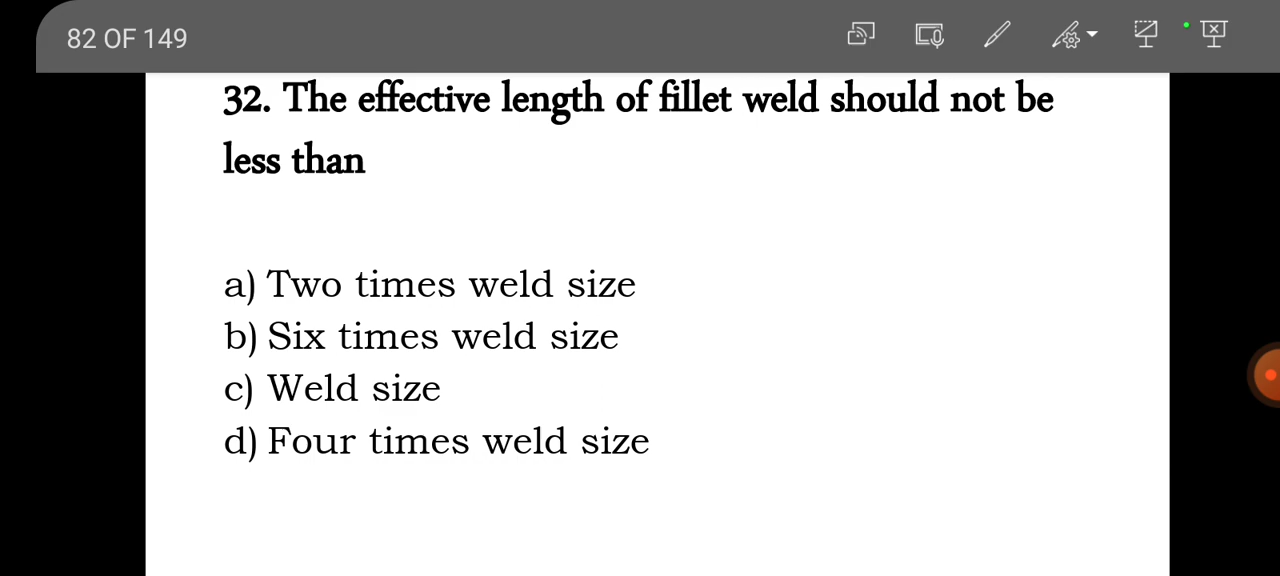 82 OF 149
32. The effective length of fillet weld should not be
less than
a) Two times weld size
b) Six times weld size
c) Weld size
d) Four times weld size